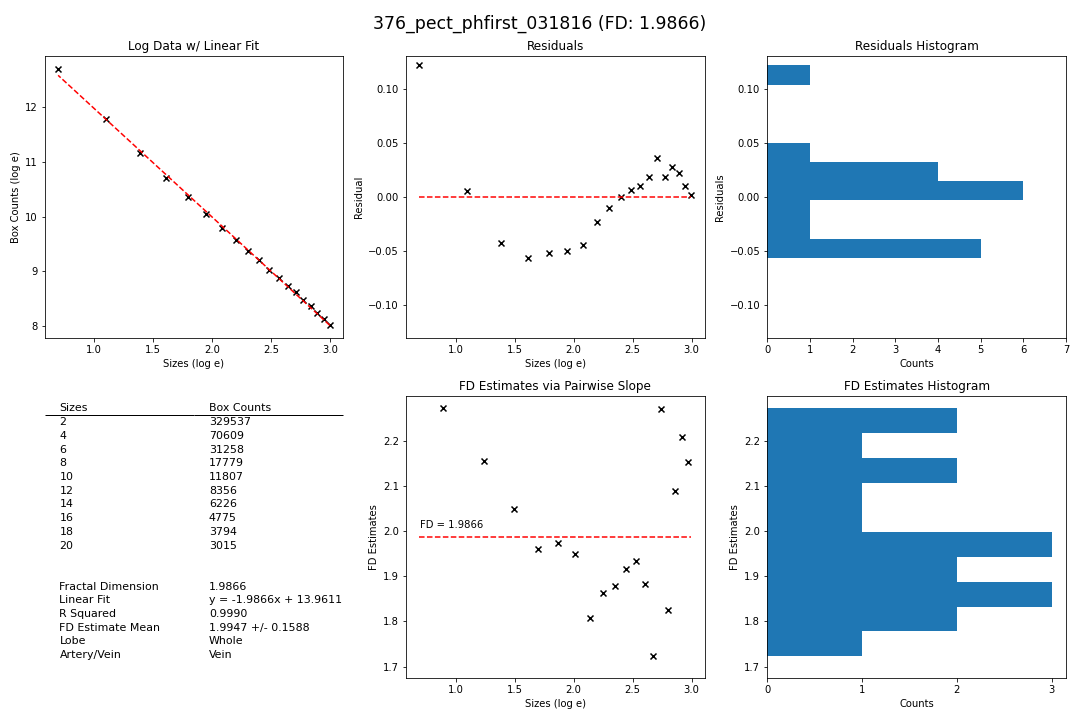 376_pect_phfirst_031816 (FD: 1.9866)
Log Data w/ Linear Fit
Box Counts (log e)
12
11
10
9
8
1.0 1.5 2.0 2.5 3.0
Sizes (log e)
Residuals
Residual
0.10
0.05
0.00
−0.05
−0.10
1.0 1.5 2.0 2.5 3.0
Sizes (log e)
Residuals Histogram
Residuals
0.10
0.05
0.00
−0.05
−0.10
0 1 2 3 4 5 6 7
Counts
Sizes Box Counts
2 329537
4 70609
6 31258
8 17779
10 11807
12 8356
14 6226
16 4775
18 3794
20 3015
Fractal Dimension 1.9866
Linear Fit y = -1.9866x + 13.9611
R Squared 0.9990
FD Estimate Mean 1.9947 +/- 0.1588
Lobe Whole
Artery/Vein Vein
FD Estimates via Pairwise Slope
FD Estimates
2.2
2.1
2.0
1.9
1.8
1.7
FD = 1.9866
1.0 1.5 2.0 2.5 3.0
Sizes (log e)
FD Estimates Histogram
FD Estimates
2.2
2.1
2.0
1.9
1.8
1.7
0 1 2 3
Counts